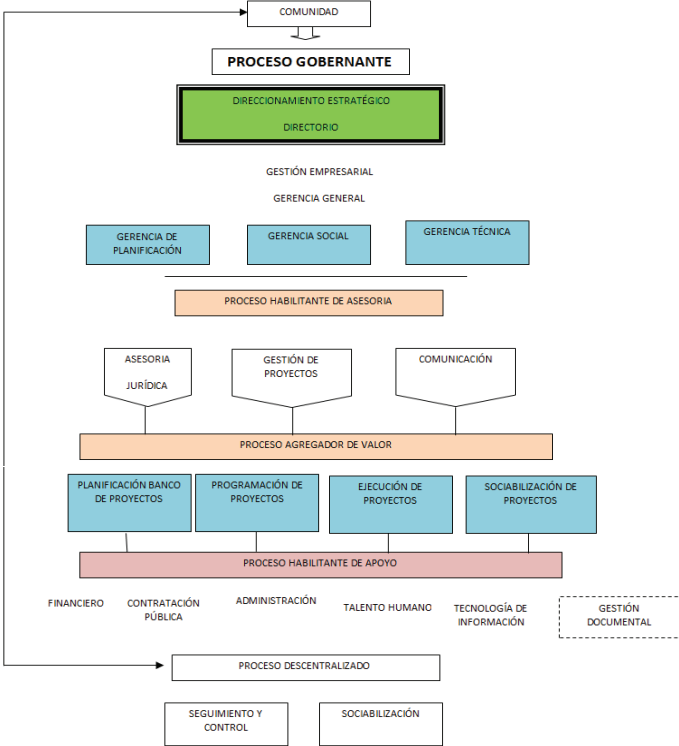 COMUNIDAD
PROCESO GOBERNANTE
DIRECCIONAMIENTO ESTRATÉGICO
DIRECTORIO
GESTIÓN EMPRESARIAL
GERENCIA GENERAL
GERENCIA DE
PLANIFICACIÓN
GERENCIA SOCIAL
GERENCIA TÉCNICA
PROCESO HABILITANTE DE ASESORIA
ASESORIA
JURÍDICA
GESTIÓN DE
PROYECTOS
COMUNICACIÓN
PROCESO AGREGADOR DE VALOR
PLANIFICACIÓN BANCO
DE PROYECTOS
PROGRAMACIÓN DE
PROYECTOS
EJECUCIÓN DE
PROYECTOS
SOCIABILIZACIÓN DE
PROYECTOS
PROCESO HABILITANTE DE APOYO
FINANCIERO
CONTRATACIÓN
PÚBLICA
ADMINISTRACIÓN
TALENTO HUMANO
TECNOLOGÍA DE
INFORMACIÓN
GESTIÓN
DOCUMENTAL
PROCESO DESCENTRALIZADO
SEGUIMIENTO Y
CONTROL
SOCIABILIZACIÓN